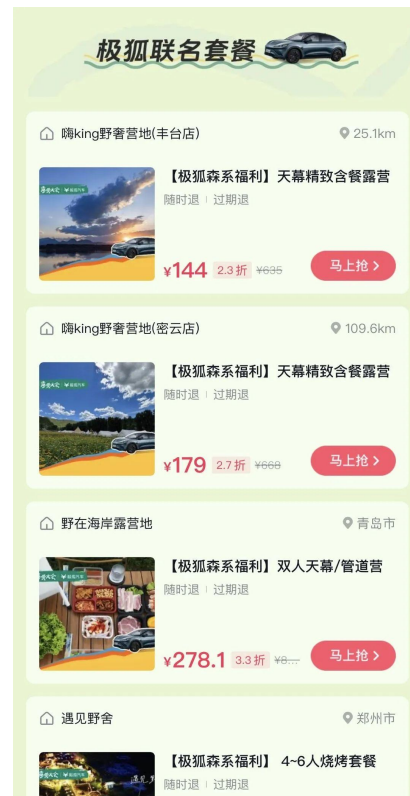 极狐联名套餐
嗨king野奢营地(丰台店)
25.1km
【极狐森系福利】天幕精致含餐露营
随时退 | 过期退
¥144 2.3折 ¥635
马上抢 >
嗨king野奢营地(密云店)
109.6km
【极狐森系福利】天幕精致含餐露营
随时退 | 过期退
¥179 2.7折 ¥668
马上抢 >
野在海岸露营地
青岛市
【极狐森系福利】双人天幕/管道营
随时退 | 过期退
¥278.1 3.3折 ¥8...
马上抢 >
遇见野舍
郑州市
【极狐森系福利】 4~6人烧烤套餐
随时退 | 过期退